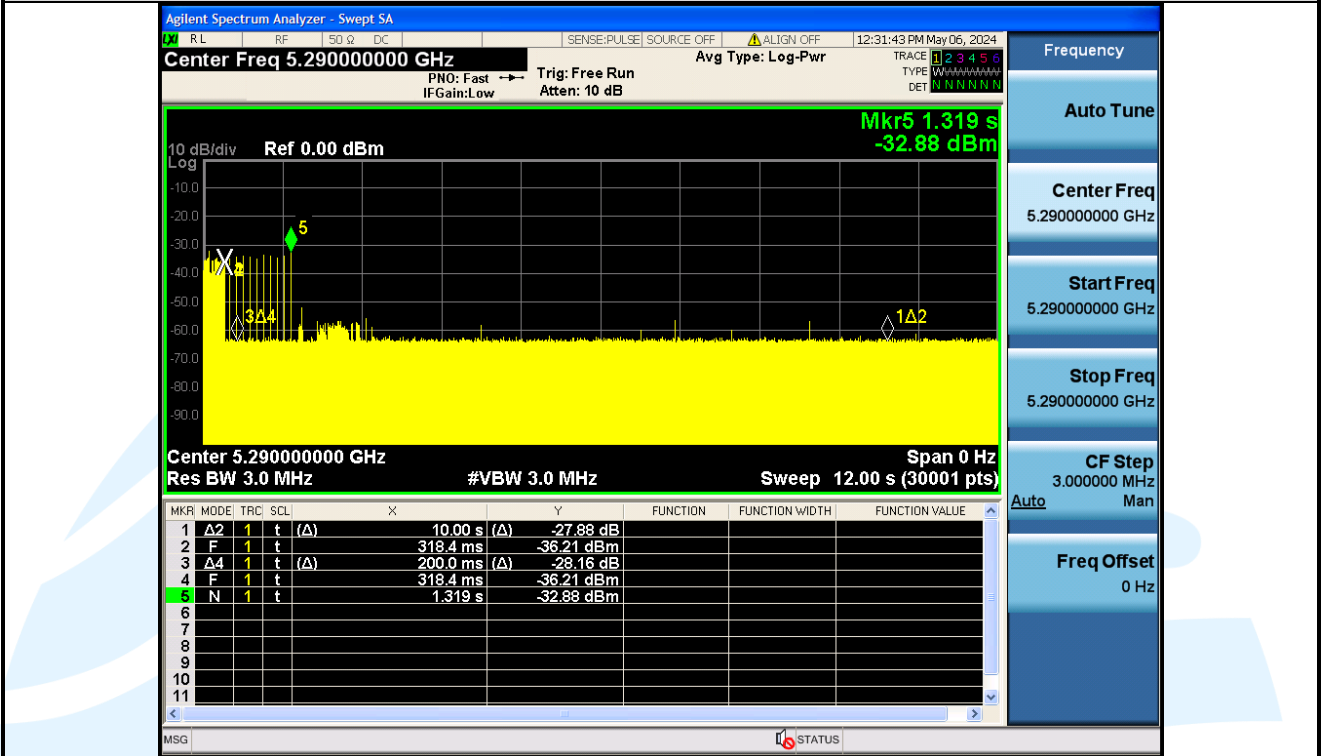 Agilent Spectrum Analyzer - Swept SA
LXI RL RF 50 Ω DC SENSE:PULSE SOURCE OFF ALIGN OFF 12:31:43 PM May 06, 2024
Center Freq 5.290000000 GHz Avg Type: Log-Pwr TRACE 1 2 3 4 5 6
PNO: Fast Trig: Free Run TYPE WWWWWW
IFGain:Low Atten: 10 dB DET N N N N N N
Mkr5 1.319 s
10 dB/div Ref 0.00 dBm -32.88 dBm
Log
-10.0
-20.0
5
-30.0
X
-40.0
-50.0
3Δ4 1Δ2
-60.0
-70.0
-80.0
-90.0
Center 5.290000000 GHz Span 0 Hz
Res BW 3.0 MHz #VBW 3.0 MHz Sweep 12.00 s (30001 pts)
MKR MODE TRC SCL X Y FUNCTION FUNCTION WIDTH FUNCTION VALUE
1 Δ2 1 t (Δ) 10.00 s (Δ) -27.88 dB
2 F 1 t 318.4 ms -36.21 dBm
3 Δ4 1 t (Δ) 200.0 ms (Δ) -28.16 dB
4 F 1 t 318.4 ms -36.21 dBm
5 N 1 t 1.319 s -32.88 dBm
6
7
8
9
10
11
MSG STATUS
Frequency
Auto Tune
Center Freq
5.290000000 GHz
Start Freq
5.290000000 GHz
Stop Freq
5.290000000 GHz
CF Step
3.000000 MHz
Auto Man
Freq Offset
0 Hz